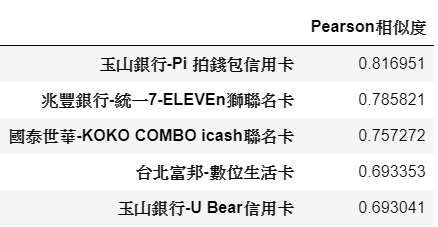 Pearson相似度
玉山銀行-Pi 拍錢包信用卡 0.816951
兆豐銀行-統一7-ELEVEn獅聯名卡 0.785821
國泰世華-KOKO COMBO icash聯名卡 0.757272
台北富邦-數位生活卡 0.693353
玉山銀行-U Bear信用卡 0.693041